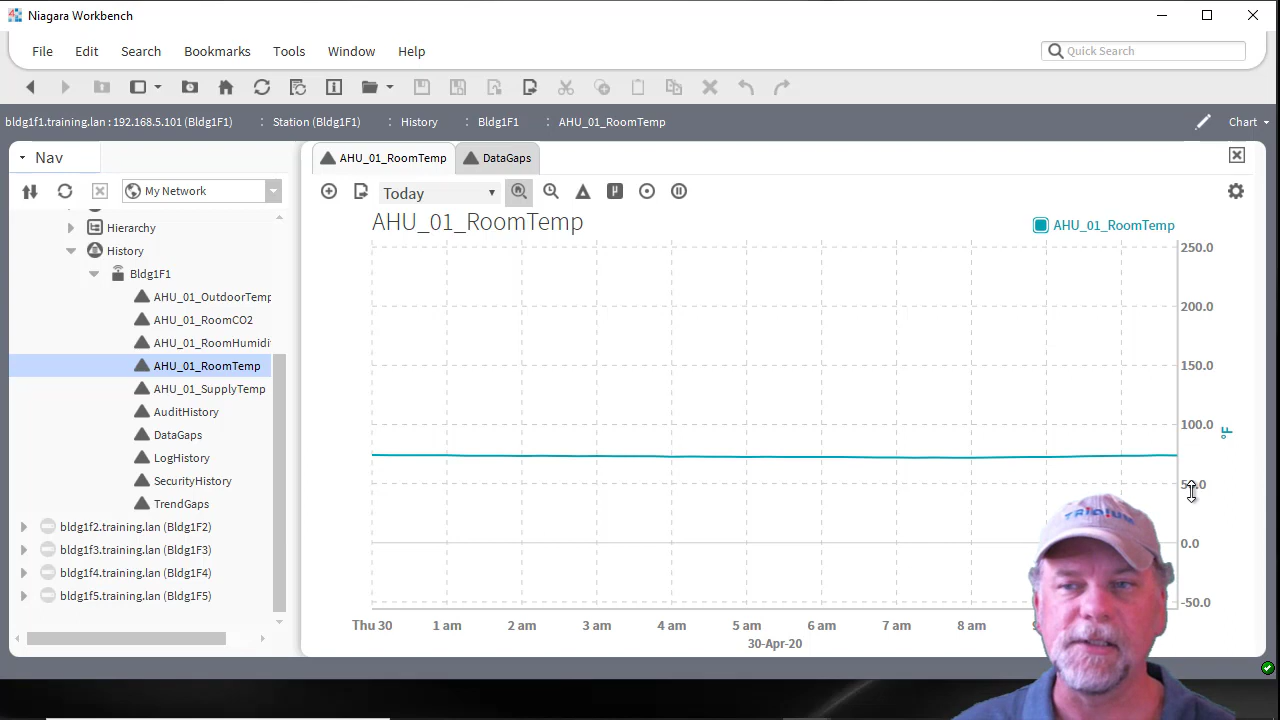 Niagara Workbench
File Edit Search Bookmarks Tools Window Help
Quick Search
bldg1f1.training.lan : 192.168.5.101 (Bldg1F1) : Station (Bldg1F1) : History : Bldg1F1 : AHU_01_RoomTemp
Chart
Nav
My Network
Hierarchy
History
Bldg1F1
AHU_01_OutdoorTemp
AHU_01_RoomCO2
AHU_01_RoomHumidi
AHU_01_RoomTemp
AHU_01_SupplyTemp
AuditHistory
DataGaps
LogHistory
SecurityHistory
TrendGaps
bldg1f2.training.lan (Bldg1F2)
bldg1f3.training.lan (Bldg1F3)
bldg1f4.training.lan (Bldg1F4)
bldg1f5.training.lan (Bldg1F5)
AHU_01_RoomTemp DataGaps
Today
µ
AHU_01_RoomTemp
AHU_01_RoomTemp
250.0
200.0
150.0
100.0
50.0
0.0
-50.0
°F
Thu 30 1 am 2 am 3 am 4 am 5 am 6 am 7 am 8 am
30-Apr-20
TRIDIUM